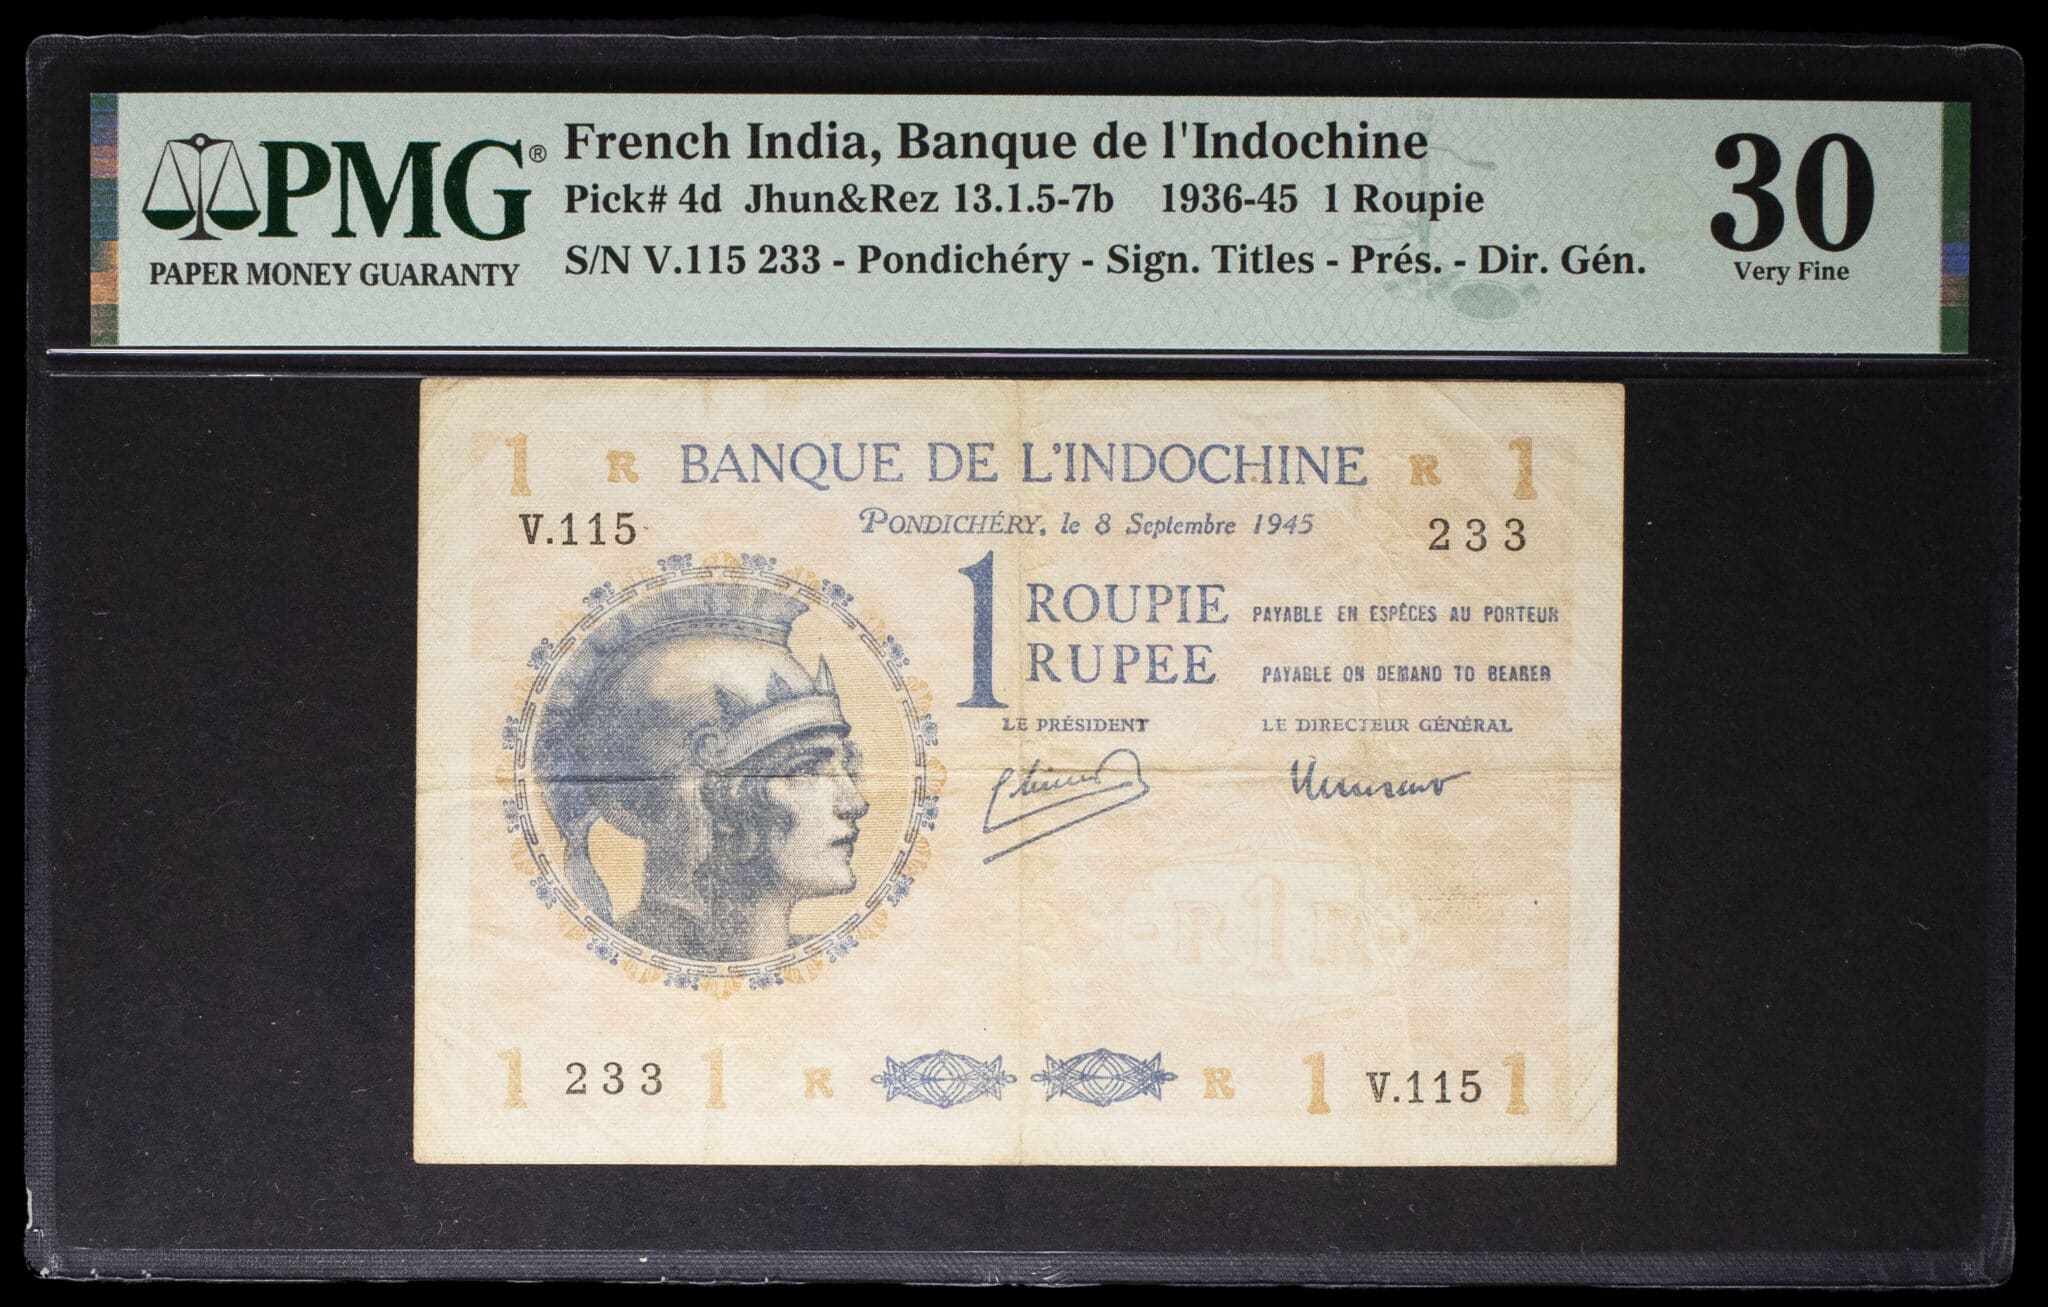 PMG®
PAPER MONEY GUARANTY
French India, Banque de l'Indochine
Pick# 4d Jhun&Rez 13.1.5-7b 1936-45 1 Roupie
S/N V.115 233 - Pondichéry - Sign. Titles - Prés. - Dir. Gén.
30
Very Fine
1 R BANQUE DE L'INDOCHINE R 1
V.115 PONDICHÉRY, le 8 Septembre 1945 233
1 ROUPIE PAYABLE EN ESPÈCES AU PORTEUR
RUPEE PAYABLE ON DEMAND TO BEARER
LE PRÉSIDENT LE DIRECTEUR GÉNÉRAL
R 1 R
1 233 1 R R 1 V.115 1